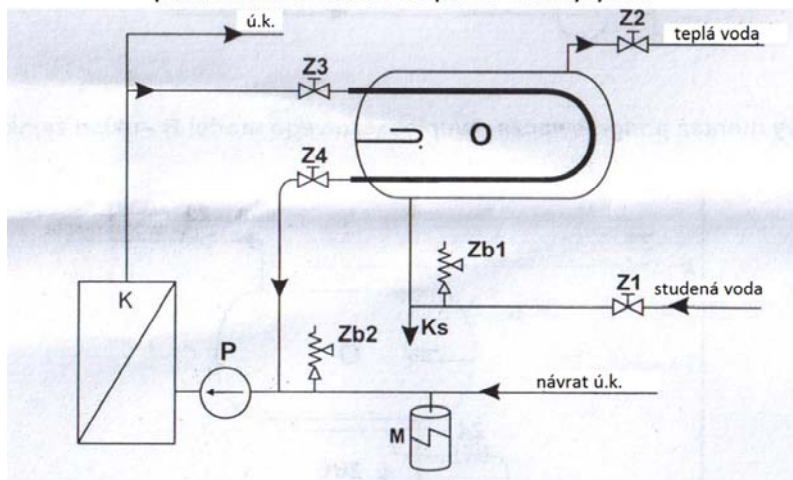 ú.k.
Z2
teplá voda
Z3
O
Z4
Zb1
Z1
studená voda
K
Ks
Zb2
P
návrat ú.k.
M